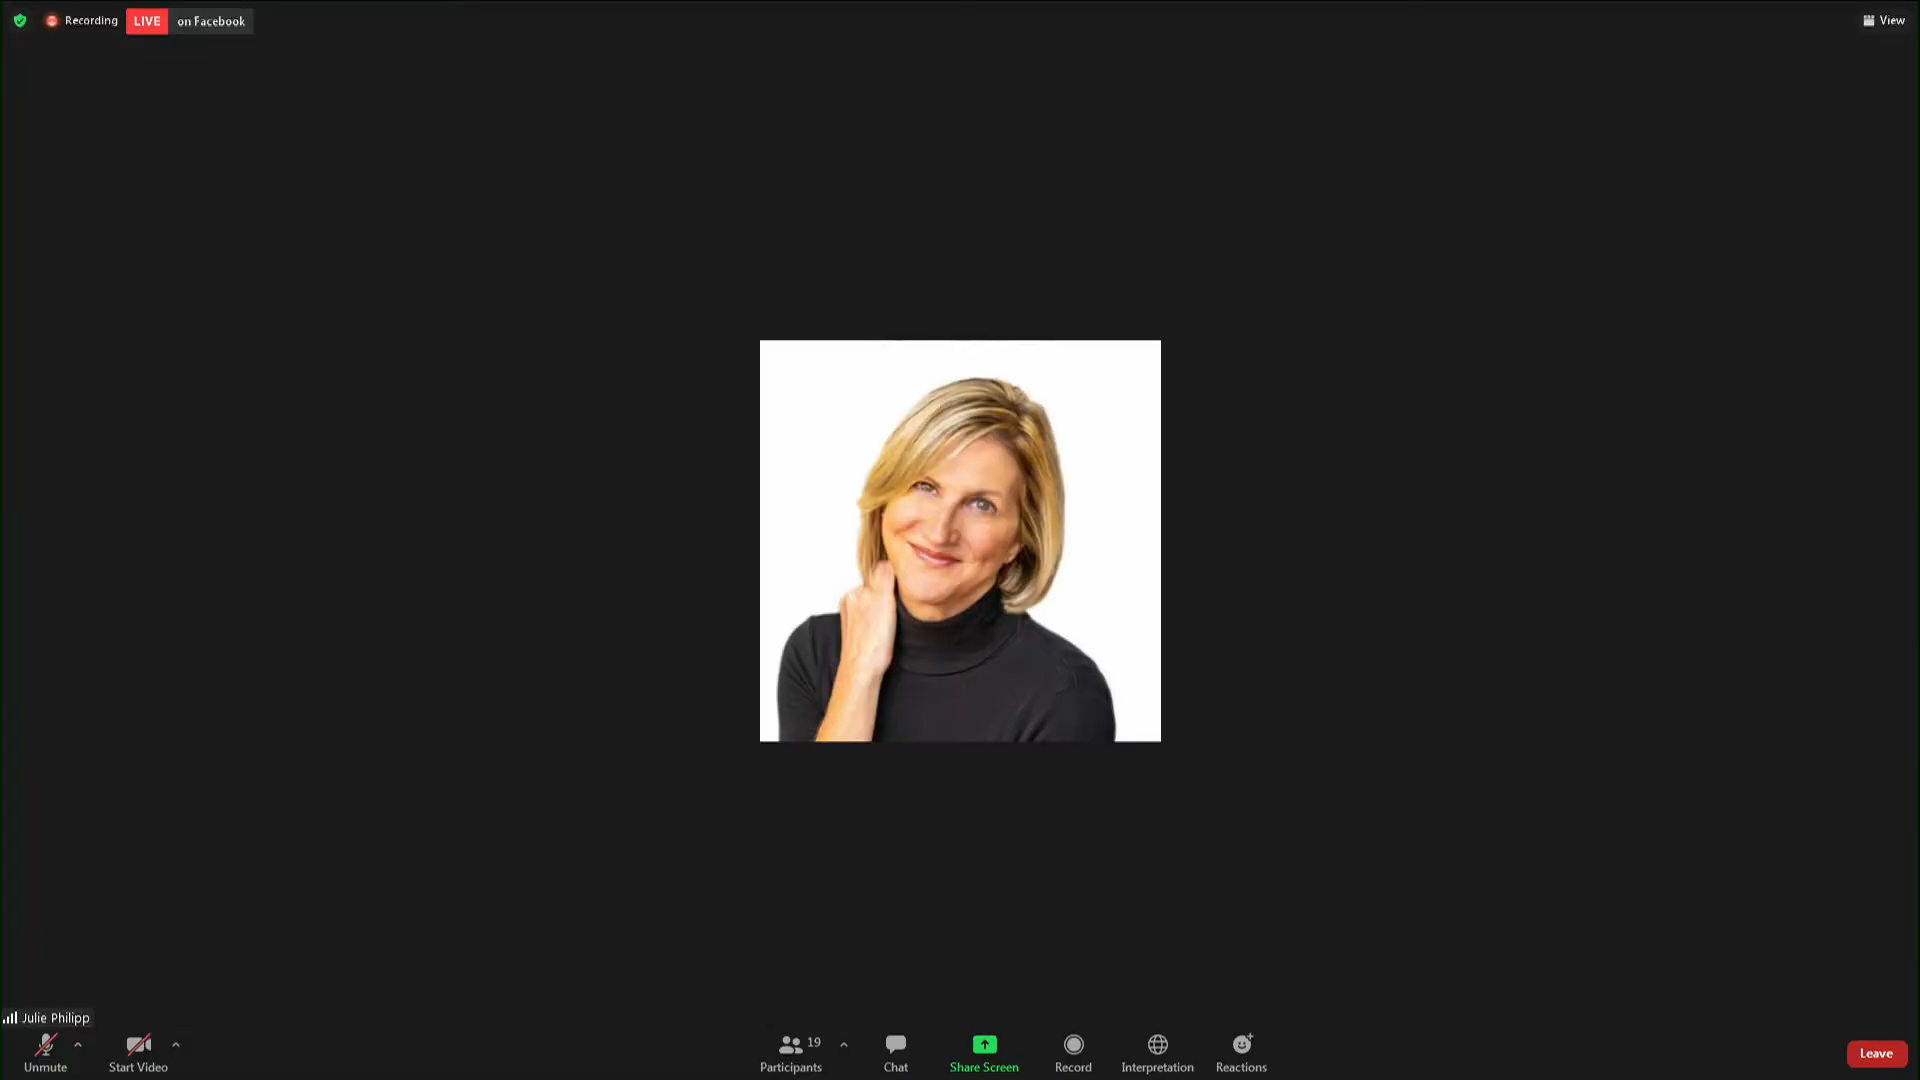 Recording LIVE on Facebook
View
Julie Philipp
Unmute
Start Video
19
Participants
Chat
Share Screen
Record
Interpretation
Reactions
Leave